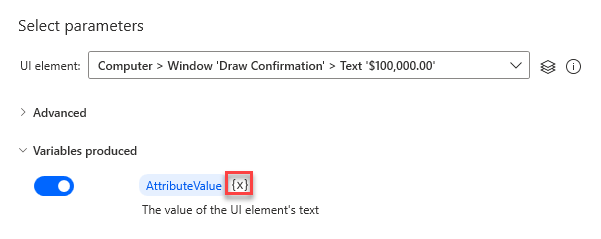 Select parameters
UI element: Computer > Window 'Draw Confirmation' > Text '$100,000.00'
Advanced
Variables produced
AttributeValue {x}
The value of the UI element's text